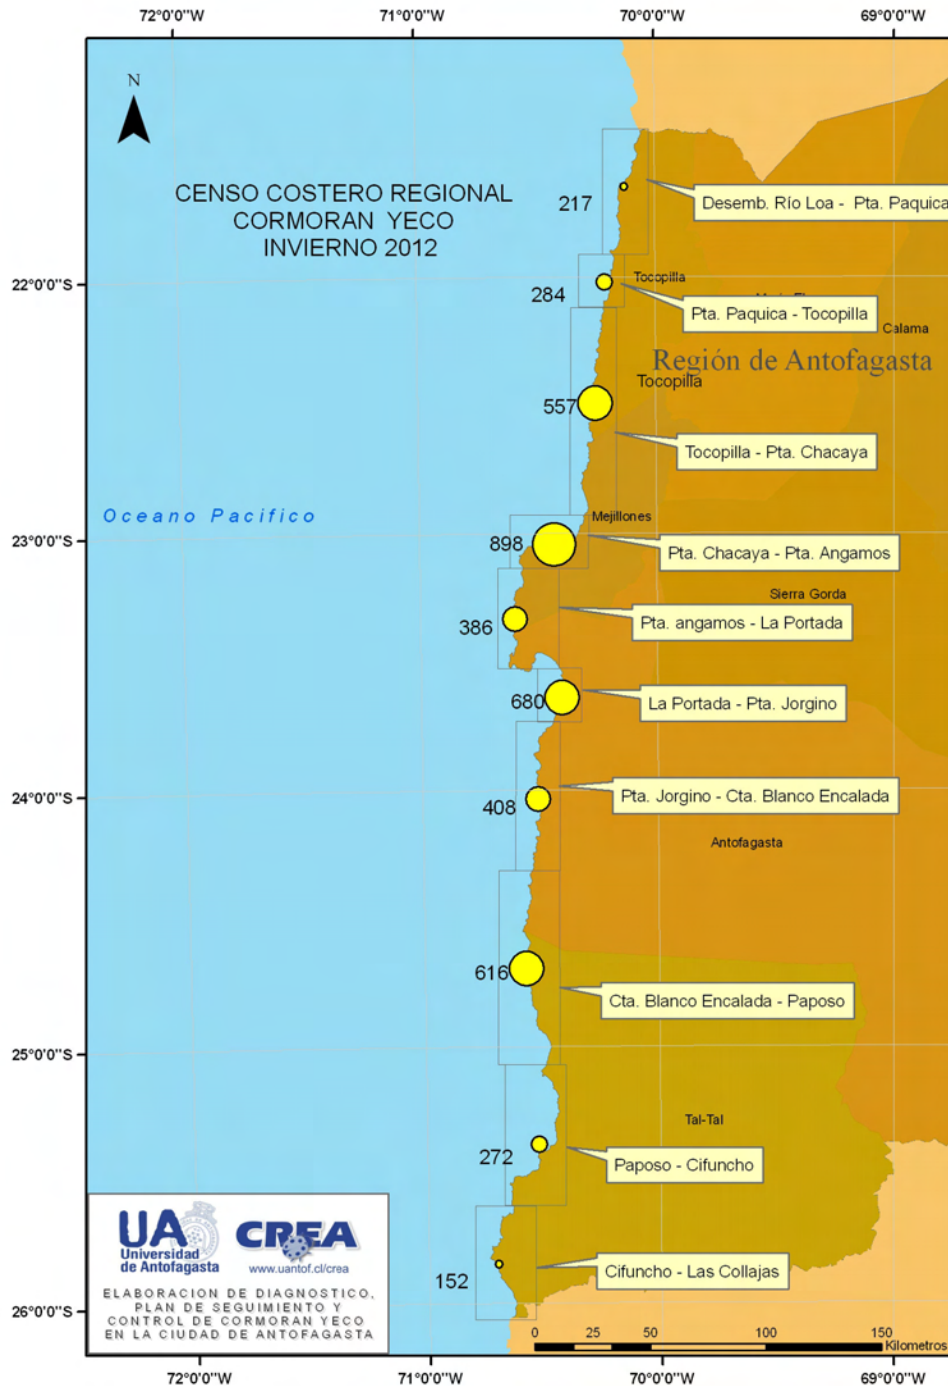 72°0'0"W
71°0'0"W
70°0'0"W
69°0'0"W
N
CENSO COSTERO REGIONAL
CORMORAN YECO
INVIERNO 2012
217
Desemb. Río Loa - Pta. Paquica
22°0'0"S
284
Tocopilla
Pta. Paquica - Tocopilla
Calama
Región de Antofagasta
Tocopilla
557
Tocopilla - Pta. Chacaya
Oceano Pacifico
Mejillones
23°0'0"S
898
Pta. Chacaya - Pta. Angamos
Sierra Gorda
386
Pta. angamos - La Portada
680
La Portada - Pta. Jorgino
24°0'0"S
408
Pta. Jorgino - Cta. Blanco Encalada
Antofagasta
616
Cta. Blanco Encalada - Paposo
25°0'0"S
Tal-Tal
272
Paposo - Cifuncho
152
Cifuncho - Las Collajas
UA
Universidad
de Antofagasta
CREA
www.uantof.cl/crea
ELABORACION DE DIAGNOSTICO,
PLAN DE SEGUIMIENTO Y
CONTROL DE CORMORAN YECO
EN LA CIUDAD DE ANTOFAGASTA
26°0'0"S
0 25 50 100 150
Kilometros
72°0'0"W
71°0'0"W
70°0'0"W
69°0'0"W